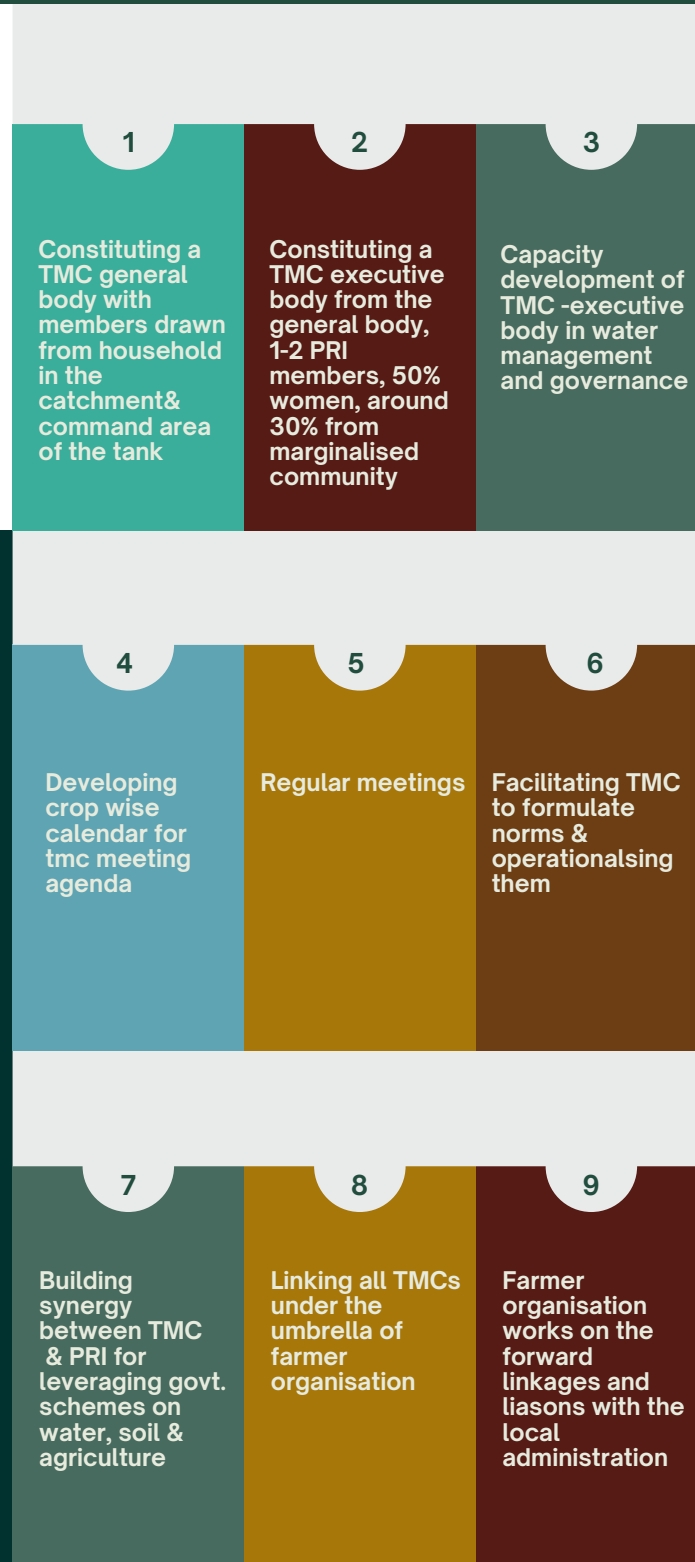 1
Constituting a
TMC general
body with
members drawn
from household
in the
catchment&
command area
of the tank
2
Constituting a
TMC executive
body from the
general body,
1-2 PRI
members, 50%
women, around
30% from
marginalised
community
3
Capacity
development of
TMC -executive
body in water
management
and governance
4
Developing
crop wise
calendar for
tmc meeting
agenda
5
Regular meetings
6
Facilitating TMC
to formulate
norms &
operationalsing
them
7
Building
synergy
between TMC
& PRI for
leveraging govt.
schemes on
water, soil &
agriculture
8
Linking all TMCs
under the
umbrella of
farmer
organisation
9
Farmer
organisation
works on the
forward
linkages and
liasons with the
local
administration